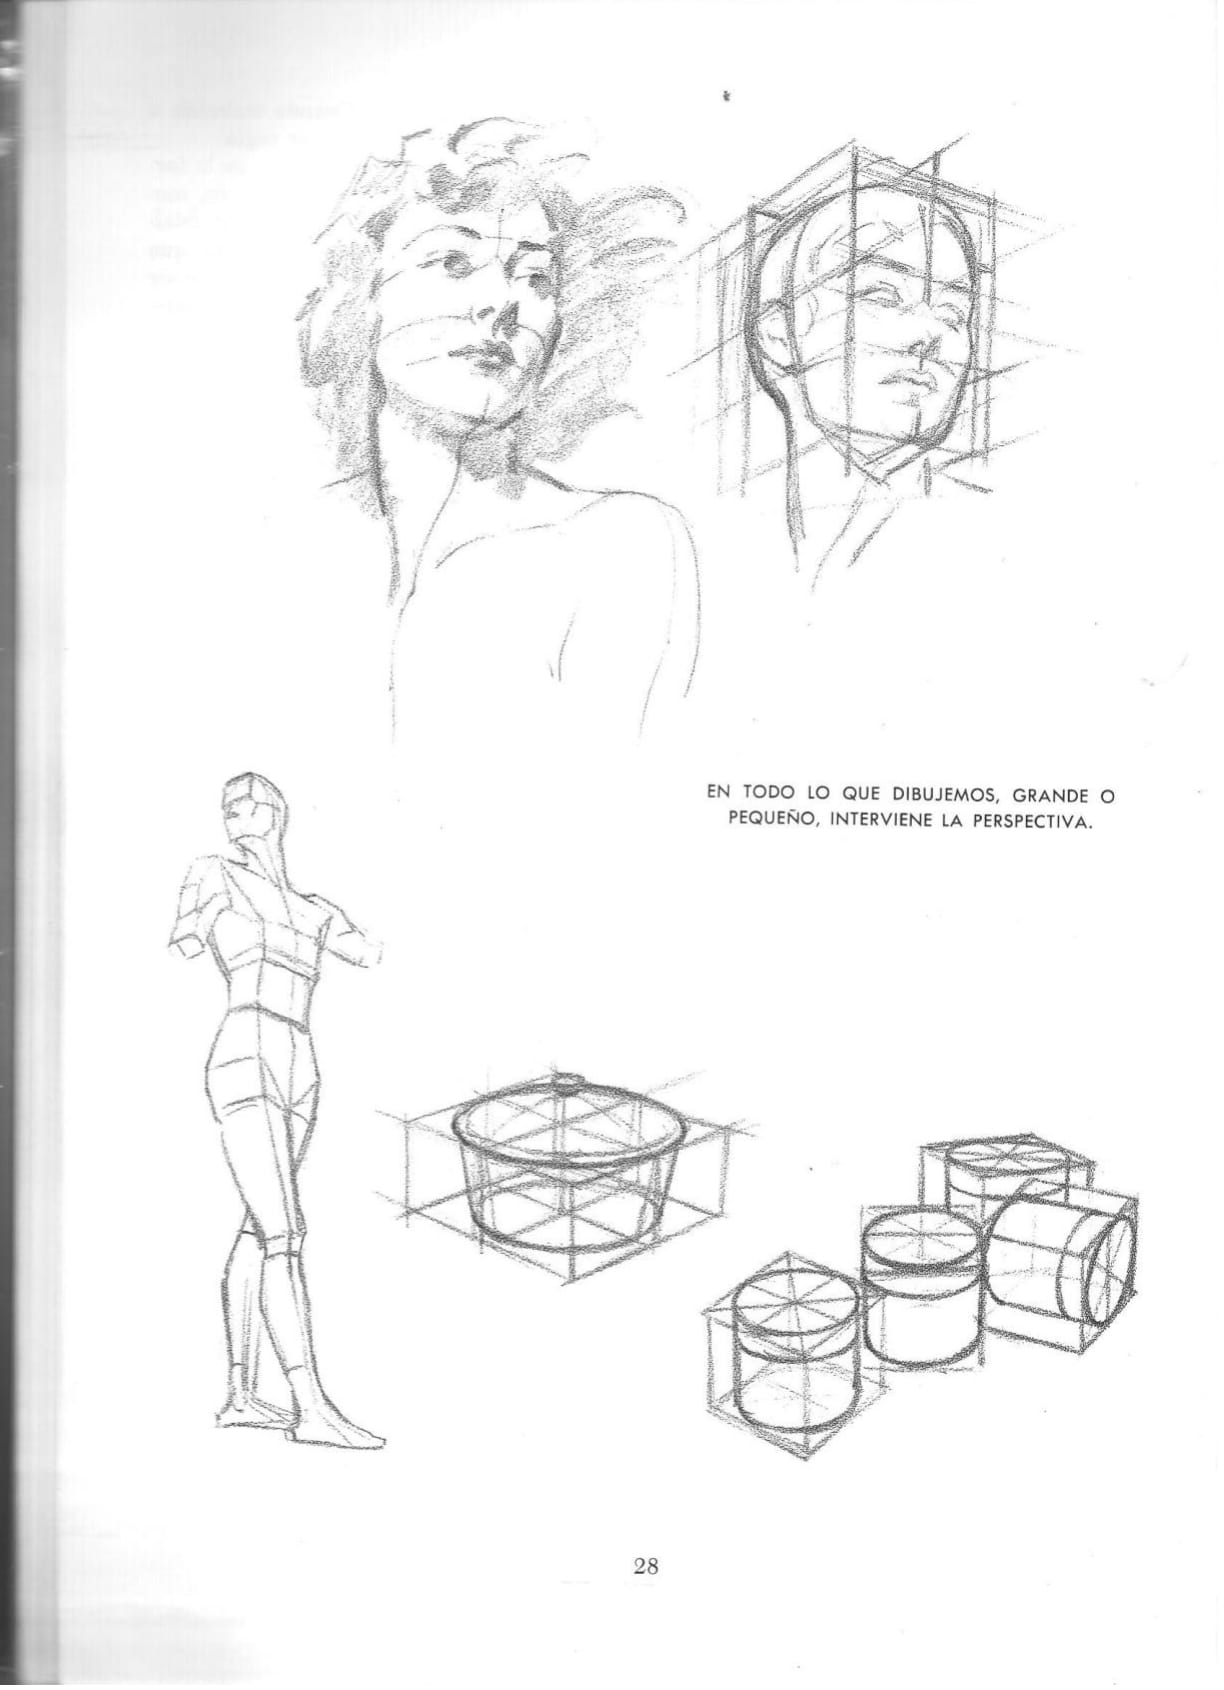 EN TODO LO QUE DIBUJEMOS, GRANDE O
PEQUEÑO, INTERVIENE LA PERSPECTIVA.
28